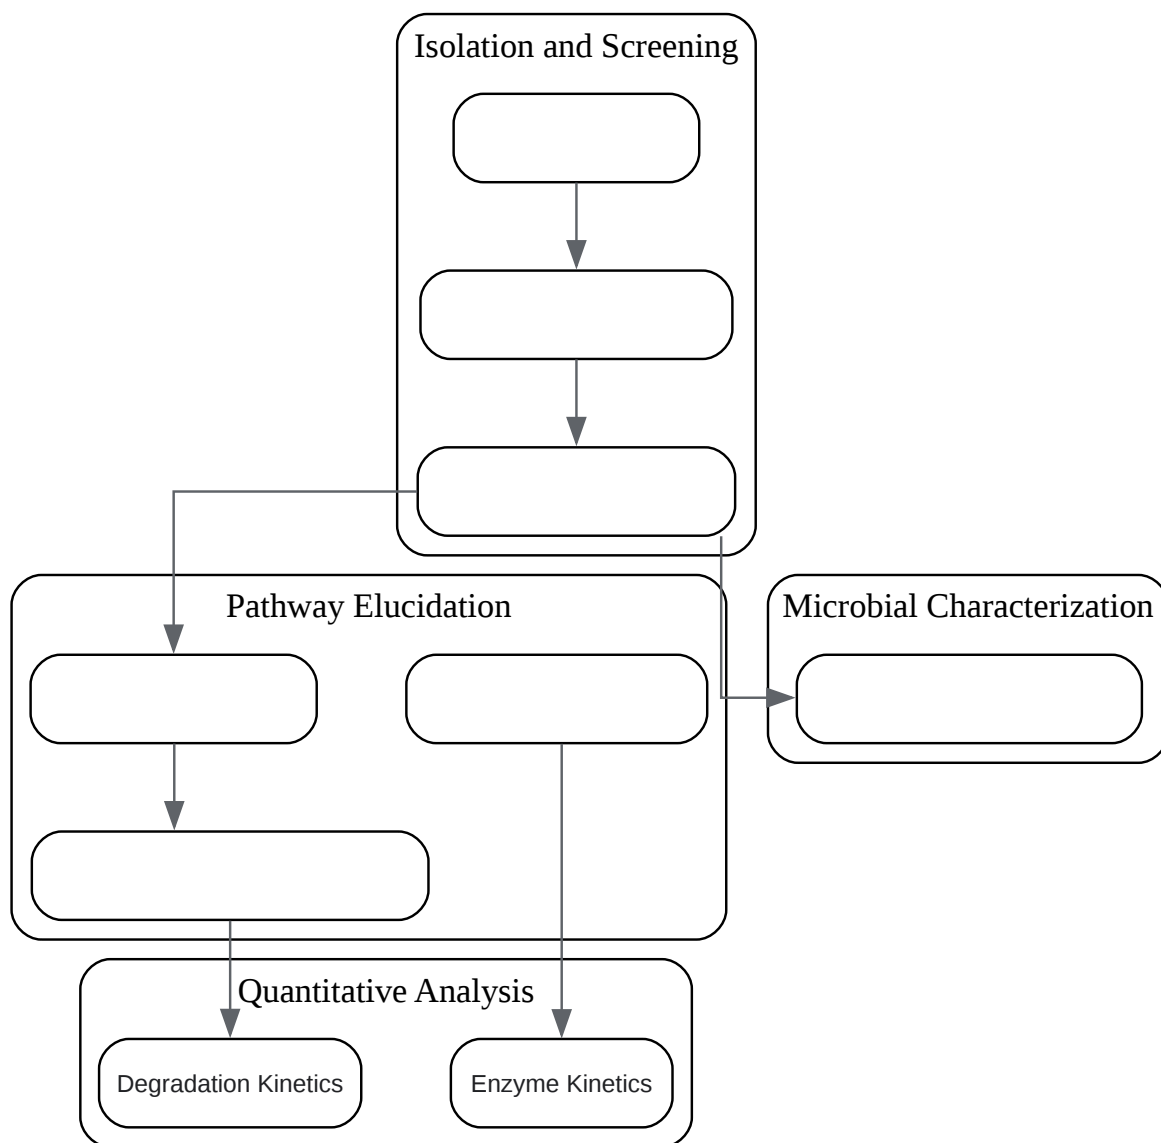 Isolation and Screening
Pathway Elucidation
Microbial Characterization
Quantitative Analysis
Degradation Kinetics
Enzyme Kinetics